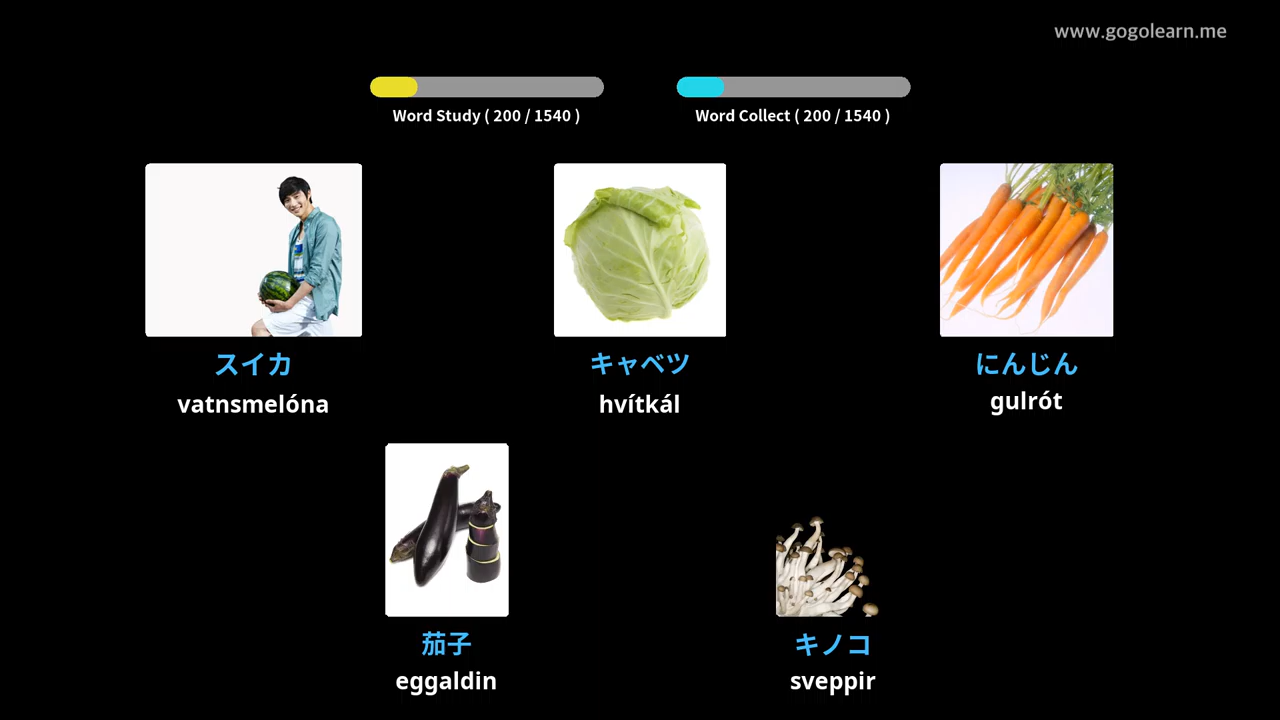 www.gogolearn.me
Word Study ( 200 / 1540 )
Word Collect ( 200 / 1540 )
スイカ
vatnsmelóna
キャベツ
hvítkál
にんじん
gulrót
茄子
eggaldin
キノコ
sveppir